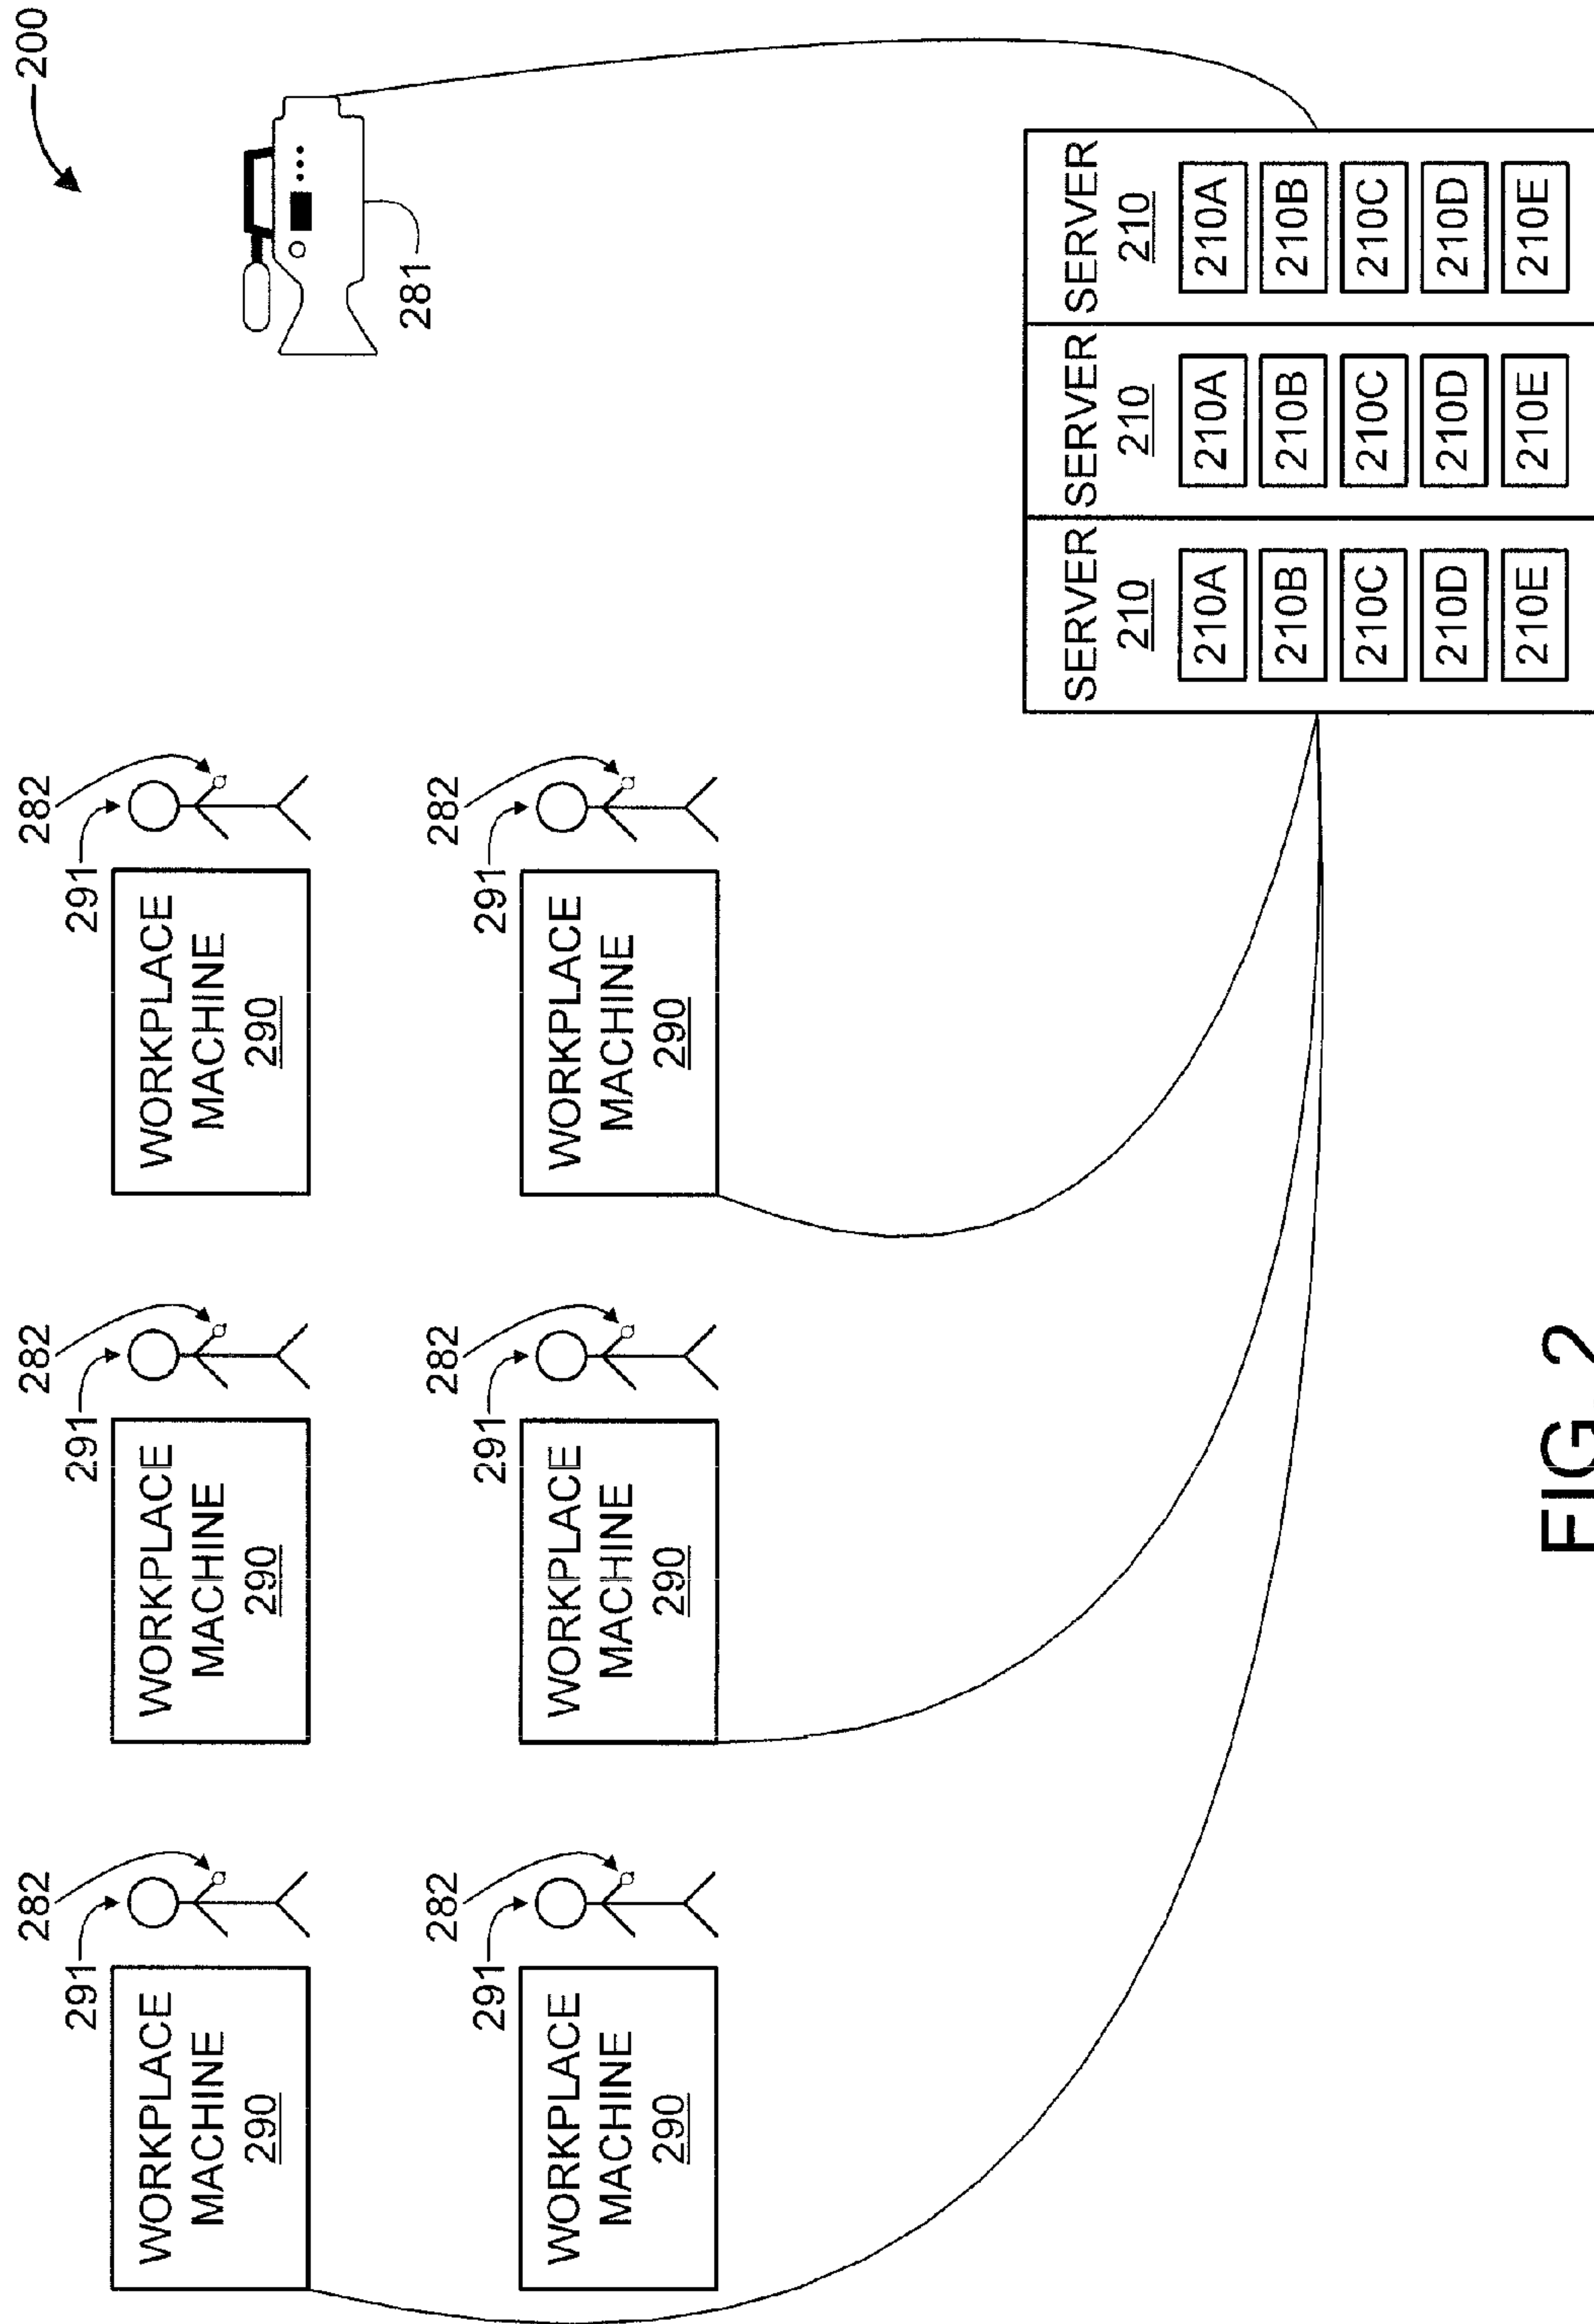 200
282
291
WORKPLACE
MACHINE
290
282
291
WORKPLACE
MACHINE
290
282
291
WORKPLACE
MACHINE
290
281
282
291
WORKPLACE
MACHINE
290
282
291
WORKPLACE
MACHINE
290
282
291
WORKPLACE
MACHINE
290
SERVER
210
210A
210B
210C
210D
210E
SERVER
210
210A
210B
210C
210D
210E
SERVER
210
210A
210B
210C
210D
210E
FIG 2